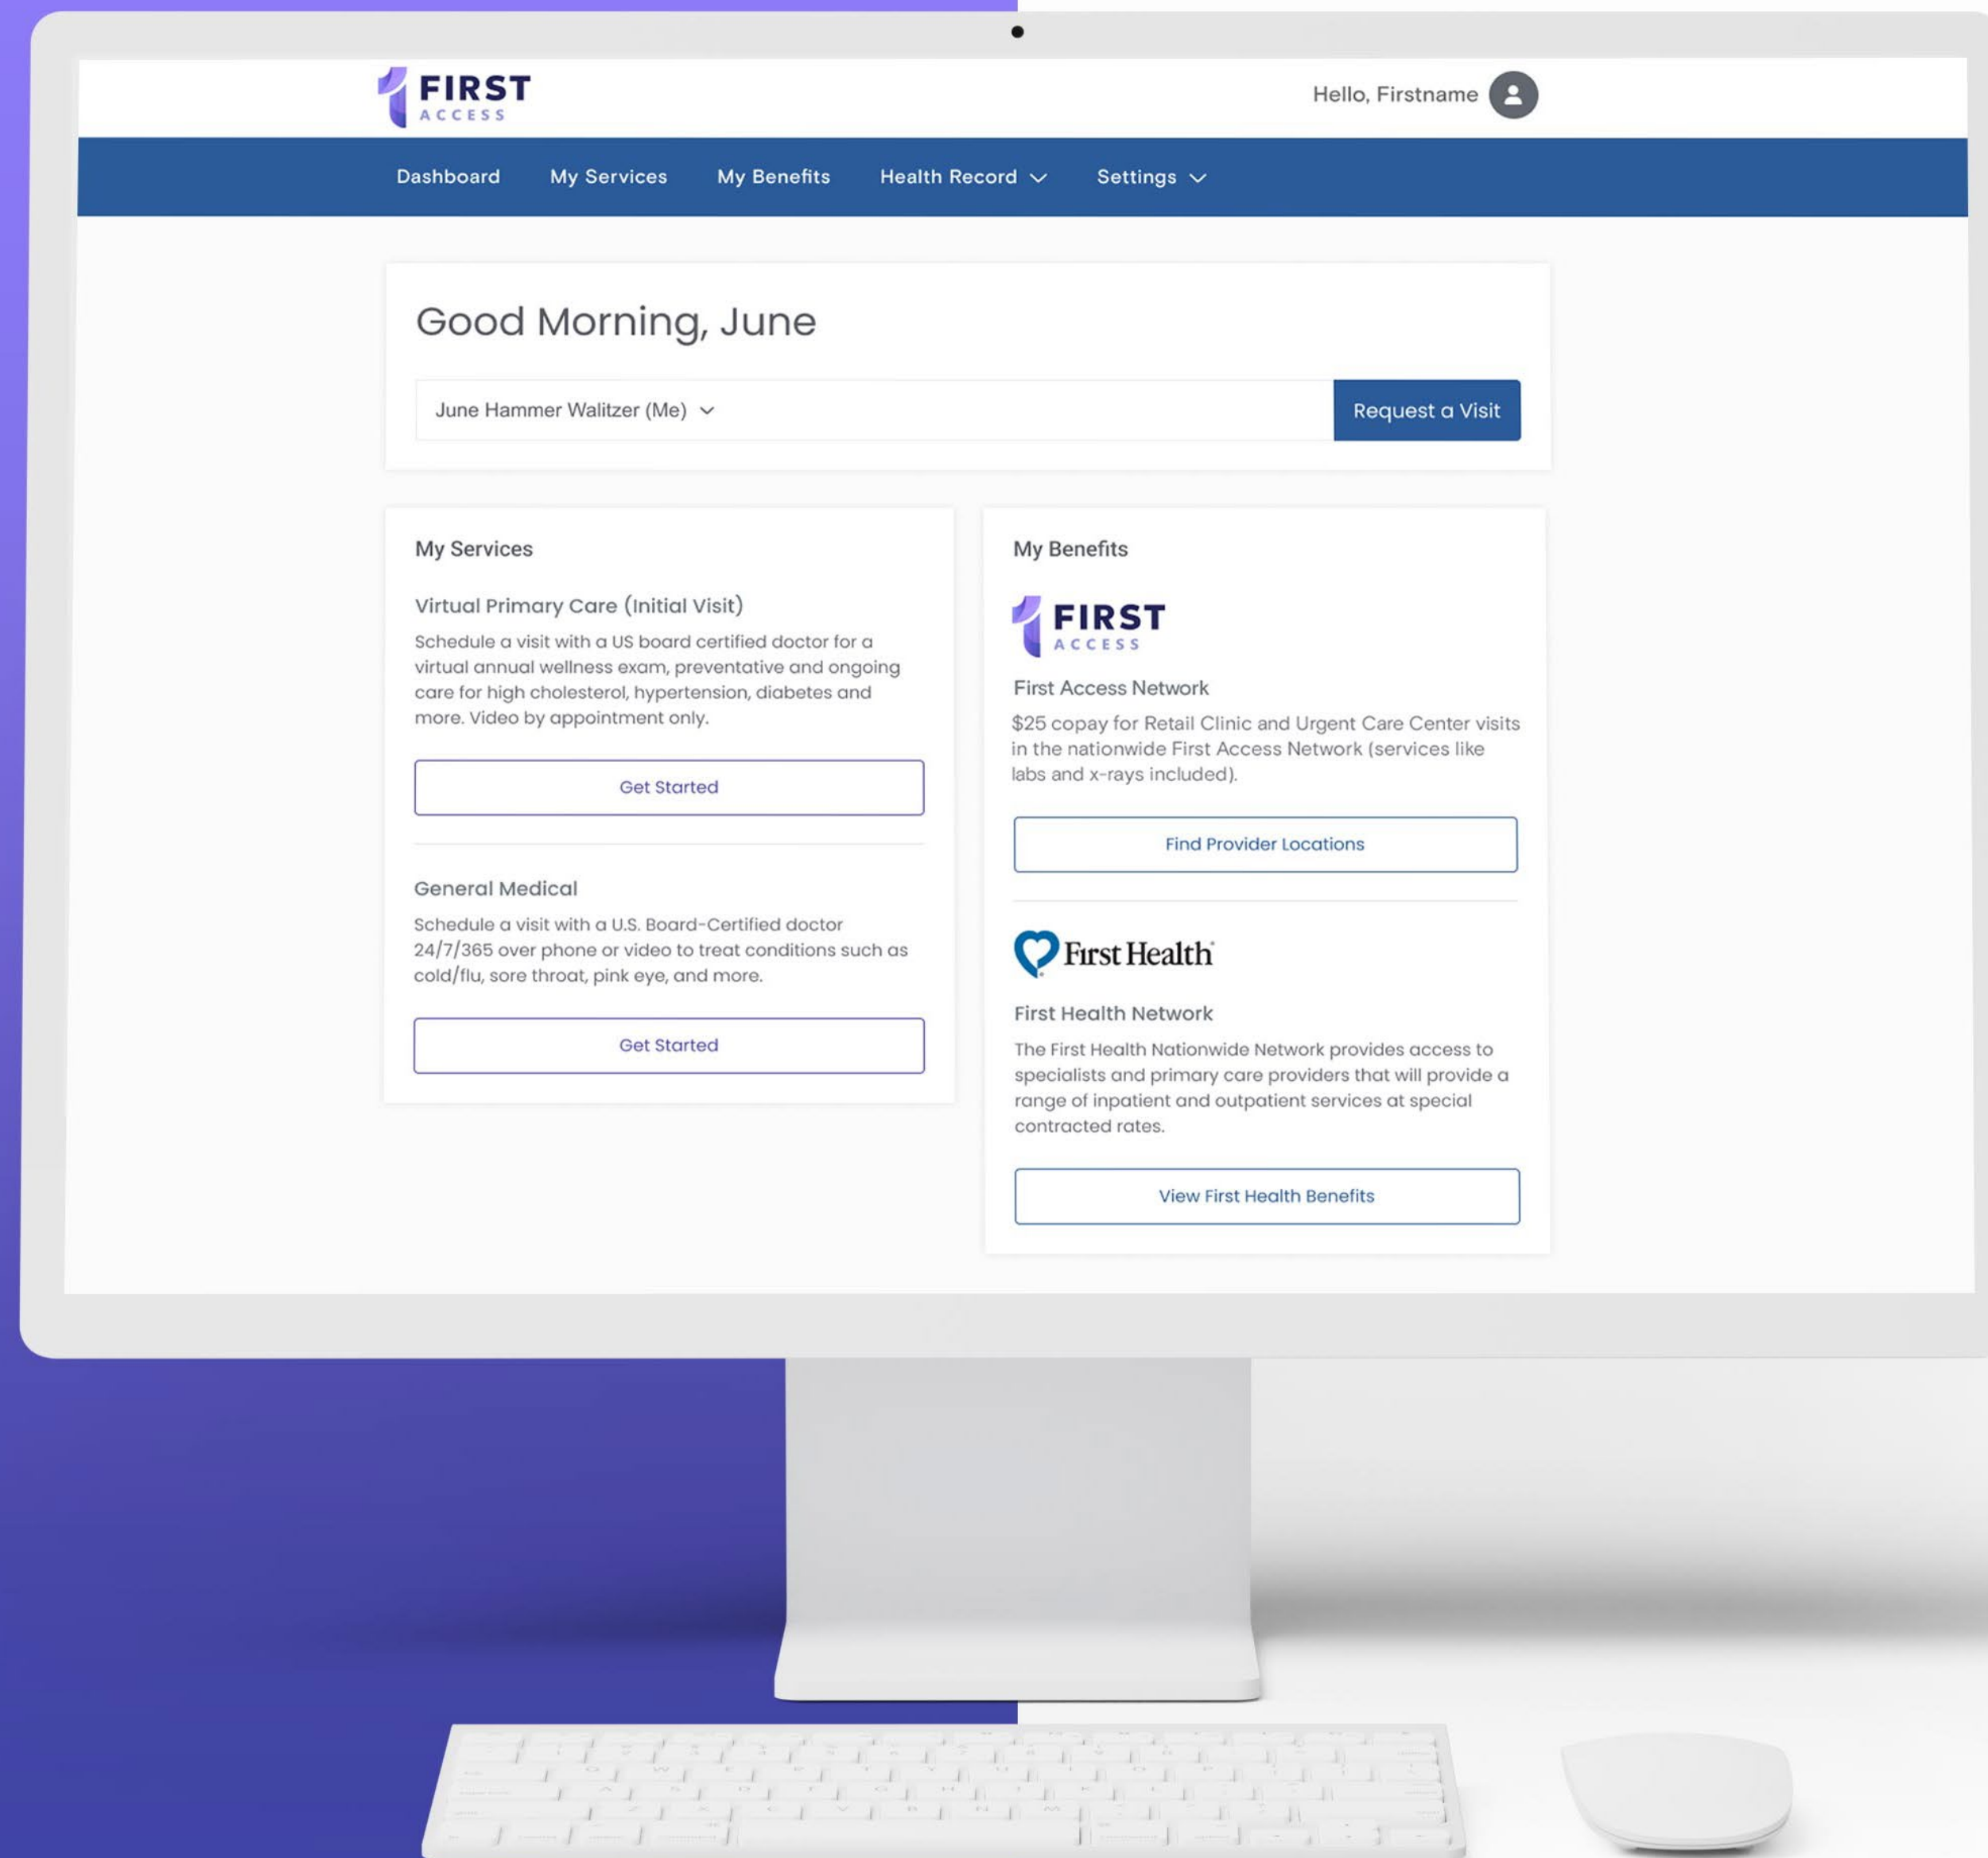 FIRST
ACCESS
Hello, Firstname
Dashboard
My Services
My Benefits
Health Record
Settings
Good Morning, June
June Hammer Walitzer (Me)
Request a Visit
My Services
Virtual Primary Care (Initial Visit)
Schedule a visit with a US board certified doctor for a
virtual annual wellness exam, preventative and ongoing
care for high cholesterol, hypertension, diabetes and
more. Video by appointment only.
Get Started
General Medical
Schedule a visit with a U.S. Board-Certified doctor
24/7/365 over phone or video to treat conditions such as
cold/flu, sore throat, pink eye, and more.
Get Started
My Benefits
FIRST
ACCESS
First Access Network
$25 copay for Retail Clinic and Urgent Care Center visits
in the nationwide First Access Network (services like
labs and x-rays included).
Find Provider Locations
First Health
First Health Network
The First Health Nationwide Network provides access to
specialists and primary care providers that will provide a
range of inpatient and outpatient services at special
contracted rates.
View First Health Benefits